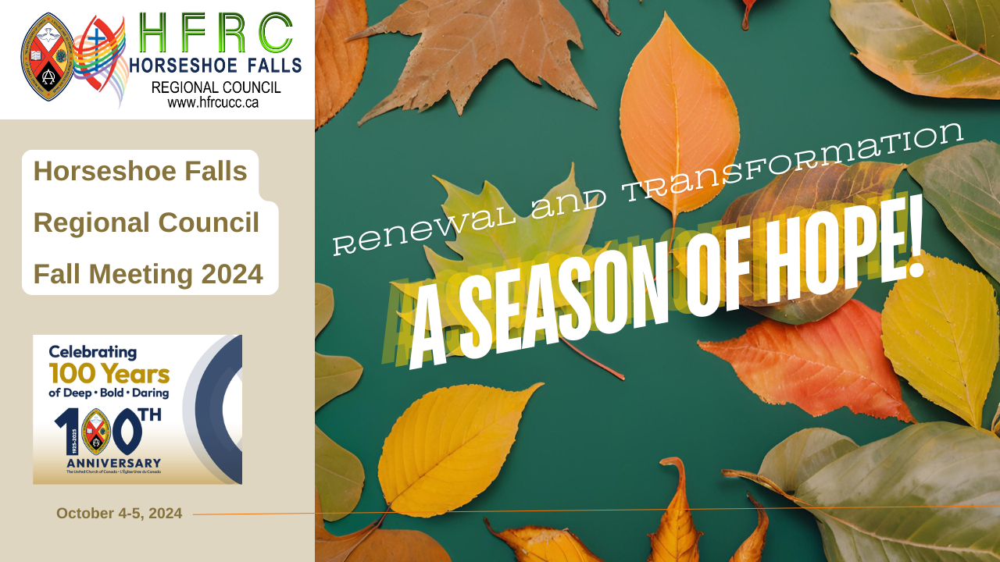 HFRC
HORSESHOE FALLS
REGIONAL COUNCIL
www.hfrcucc.ca
Horseshoe Falls
Regional Council
Fall Meeting 2024
Celebrating
100 Years
of Deep • Bold • Daring
100TH
1925-2025
ANNIVERSARY
The United Church of Canada • L'Église Unie du Canada
October 4-5, 2024
Renewal and Transformation
A SEASON OF HOPE!